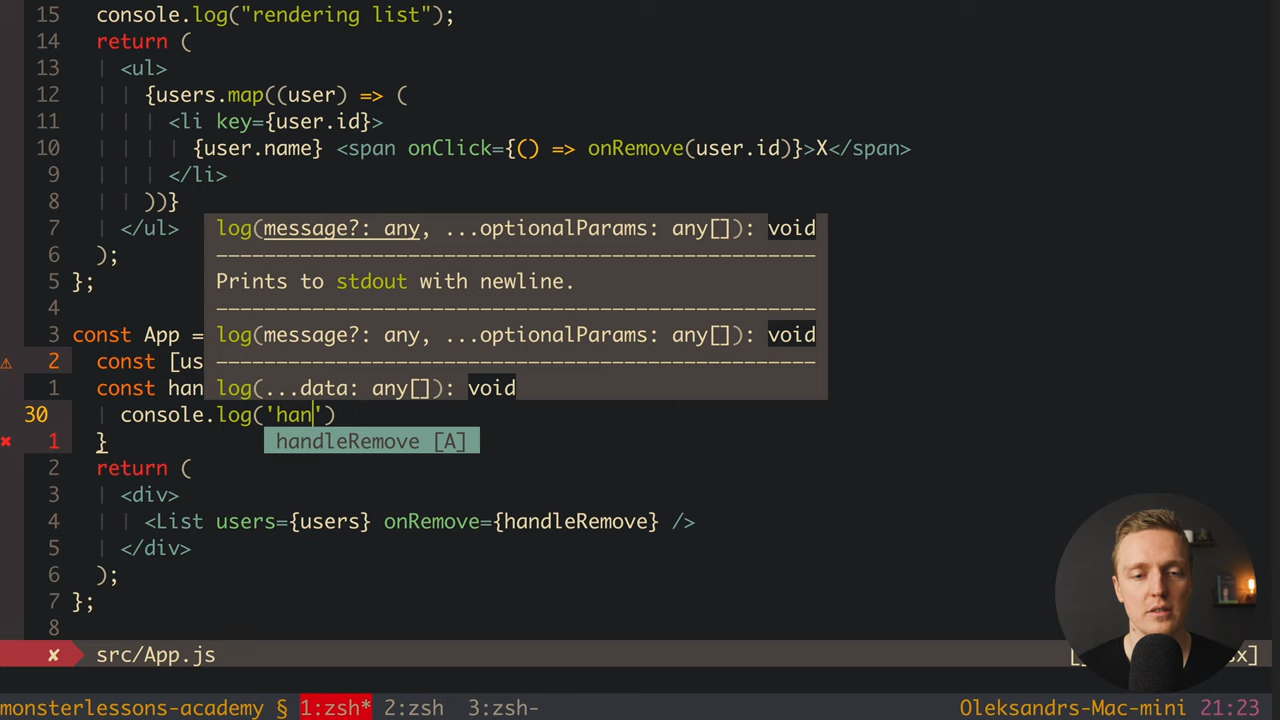 15 console.log("rendering list");
14 return (
13 <ul>
12 {users.map((user) => (
11 <li key={user.id}>
10 {user.name} <span onClick={() => onRemove(user.id)}>X</span>
9 </li>
8 ))}
7 </ul>
log(message?: any, ...optionalParams: any[]): void
6 );
5 };
Prints to stdout with newline.
4
3 const App =
log(message?: any, ...optionalParams: any[]): void
⚠ 2 const [us
1 const han
log(...data: any[]): void
30 console.log('han')
✖ 1 }
handleRemove [A]
2 return (
3 <div>
4 <List users={users} onRemove={handleRemove} />
5 </div>
6 );
7 };
8
✘ src/App.js
monsterlessons-academy § 1:zsh* 2:zsh 3:zsh- Oleksandrs-Mac-mini 21:23